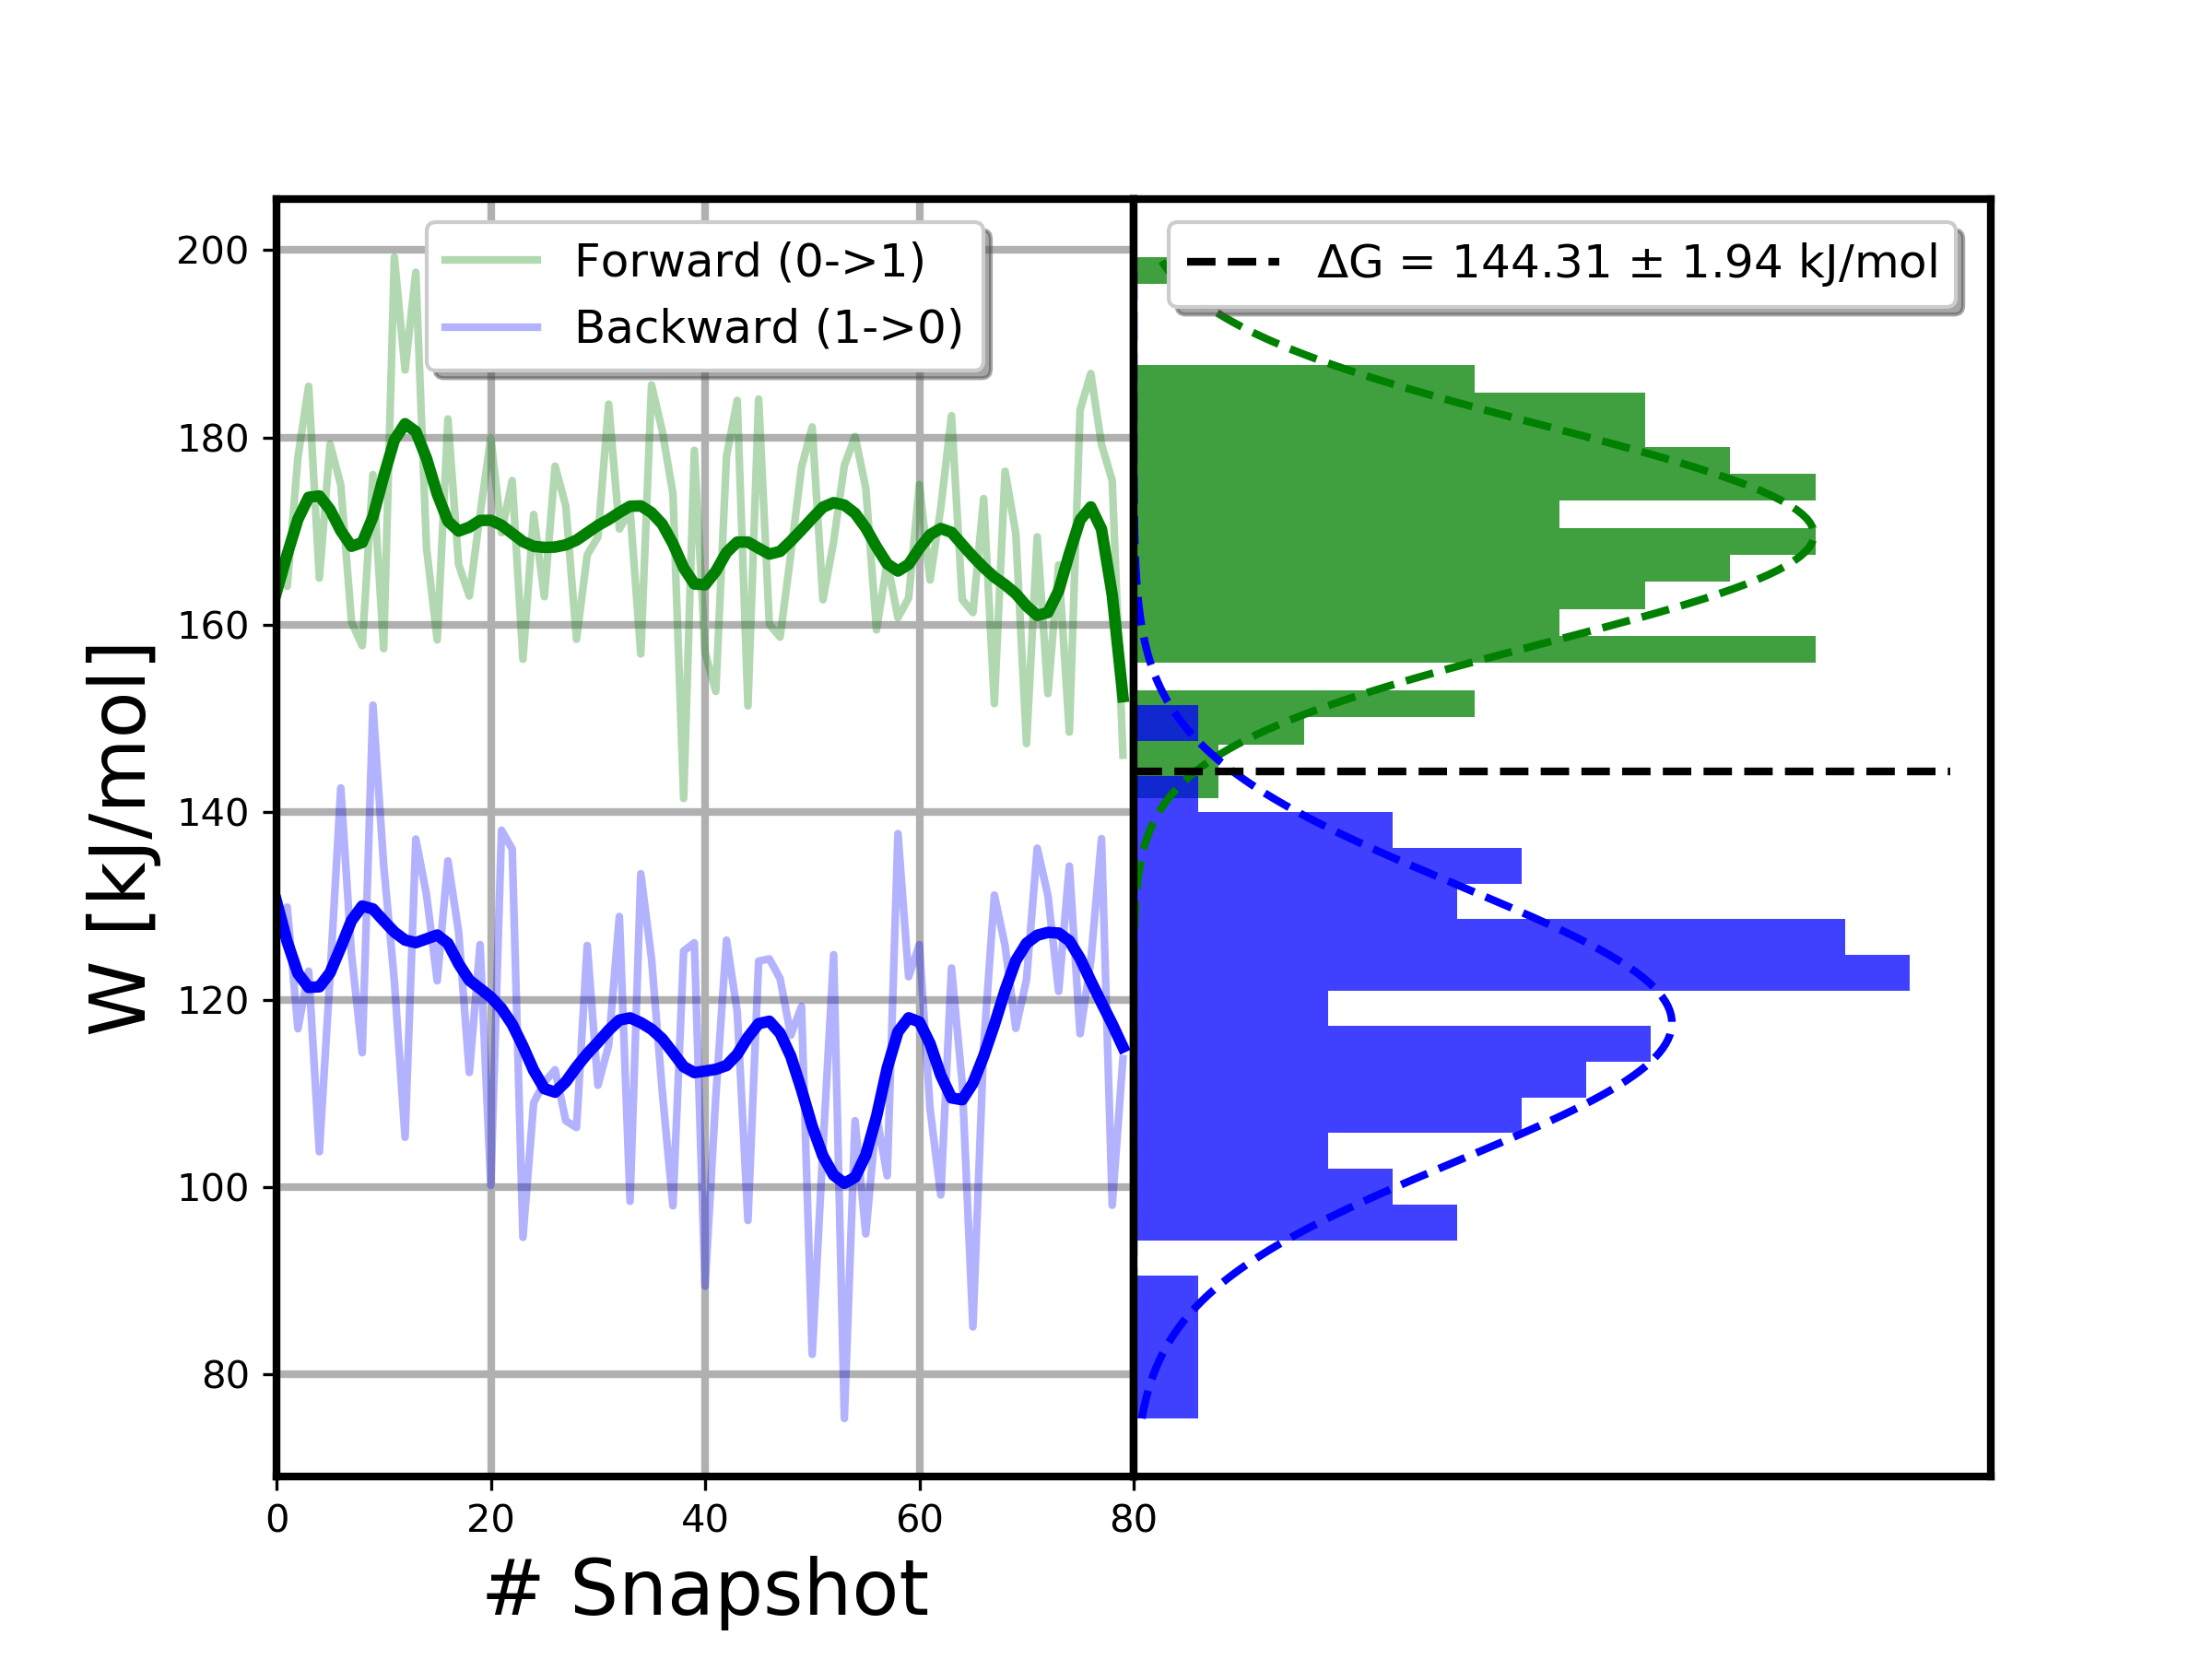 Forward (0->1)
Backward (1->0)
ΔG = 144.31 ± 1.94 kJ/mol
W [kJ/mol]
200
180
160
140
120
100
80
0 20 40 60 80
# Snapshot